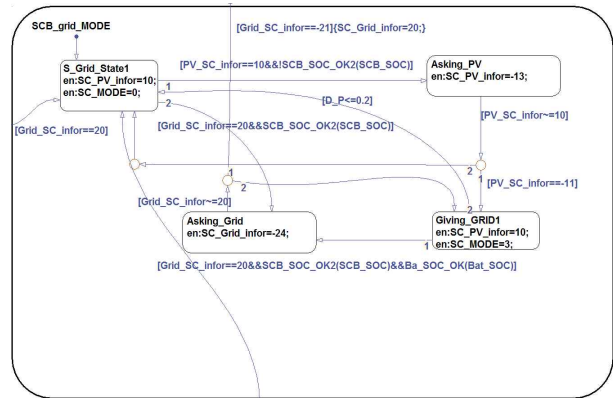 SCB_grid_MODE
[Grid_SC_infor==-21]{SC_Grid_infor=20;}
S_Grid_State1
en:SC_PV_infor=10;
en:SC_MODE=0;
[PV_SC_infor==10&&!SCB_SOC_OK2(SCB_SOC)]
Asking_PV
en:SC_PV_infor=-13;
1
2
[D_P<=0.2]
[Grid_SC_infor==20]
[Grid_SC_infor==20&&SCB_SOC_OK2(SCB_SOC)]
[PV_SC_infor~=10]
2
1
1
2
[PV_SC_infor==-11]
[Grid_SC_infor~=20]
2
Asking_Grid
en:SC_Grid_infor=-24;
Giving_GRID1
en:SC_PV_infor=10;
en:SC_MODE=3;
1
[Grid_SC_infor==20&&SCB_SOC_OK2(SCB_SOC)&&Ba_SOC_OK(Bat_SOC)]